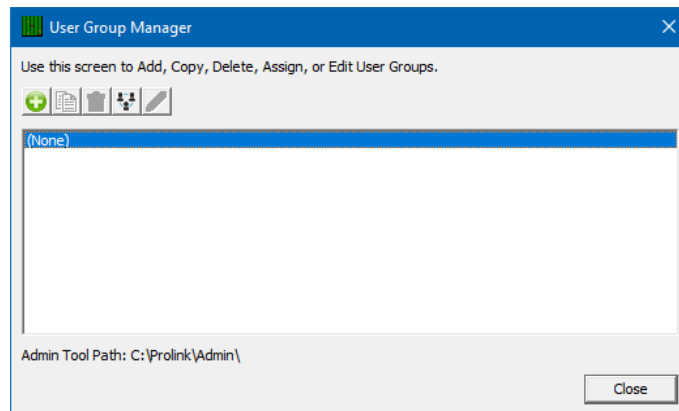 User Group Manager
Use this screen to Add, Copy, Delete, Assign, or Edit User Groups.
(None)
Admin Tool Path: C:\Prolink\Admin\
Close